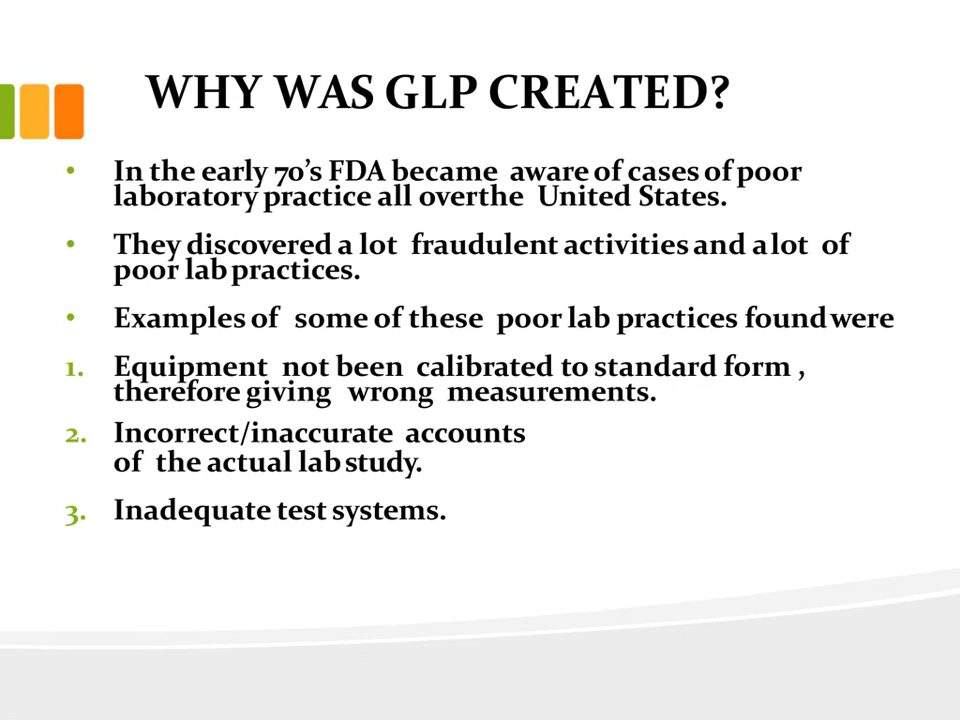 WHY WAS GLP CREATED?
• In the early 70's FDA became aware of cases of poor
laboratory practice all overthe United States.
• They discovered a lot fraudulent activities and a lot of
poor lab practices.
• Examples of some of these poor lab practices found were
1. Equipment not been calibrated to standard form ,
therefore giving wrong measurements.
2. Incorrect/inaccurate accounts
of the actual lab study.
3. Inadequate test systems.